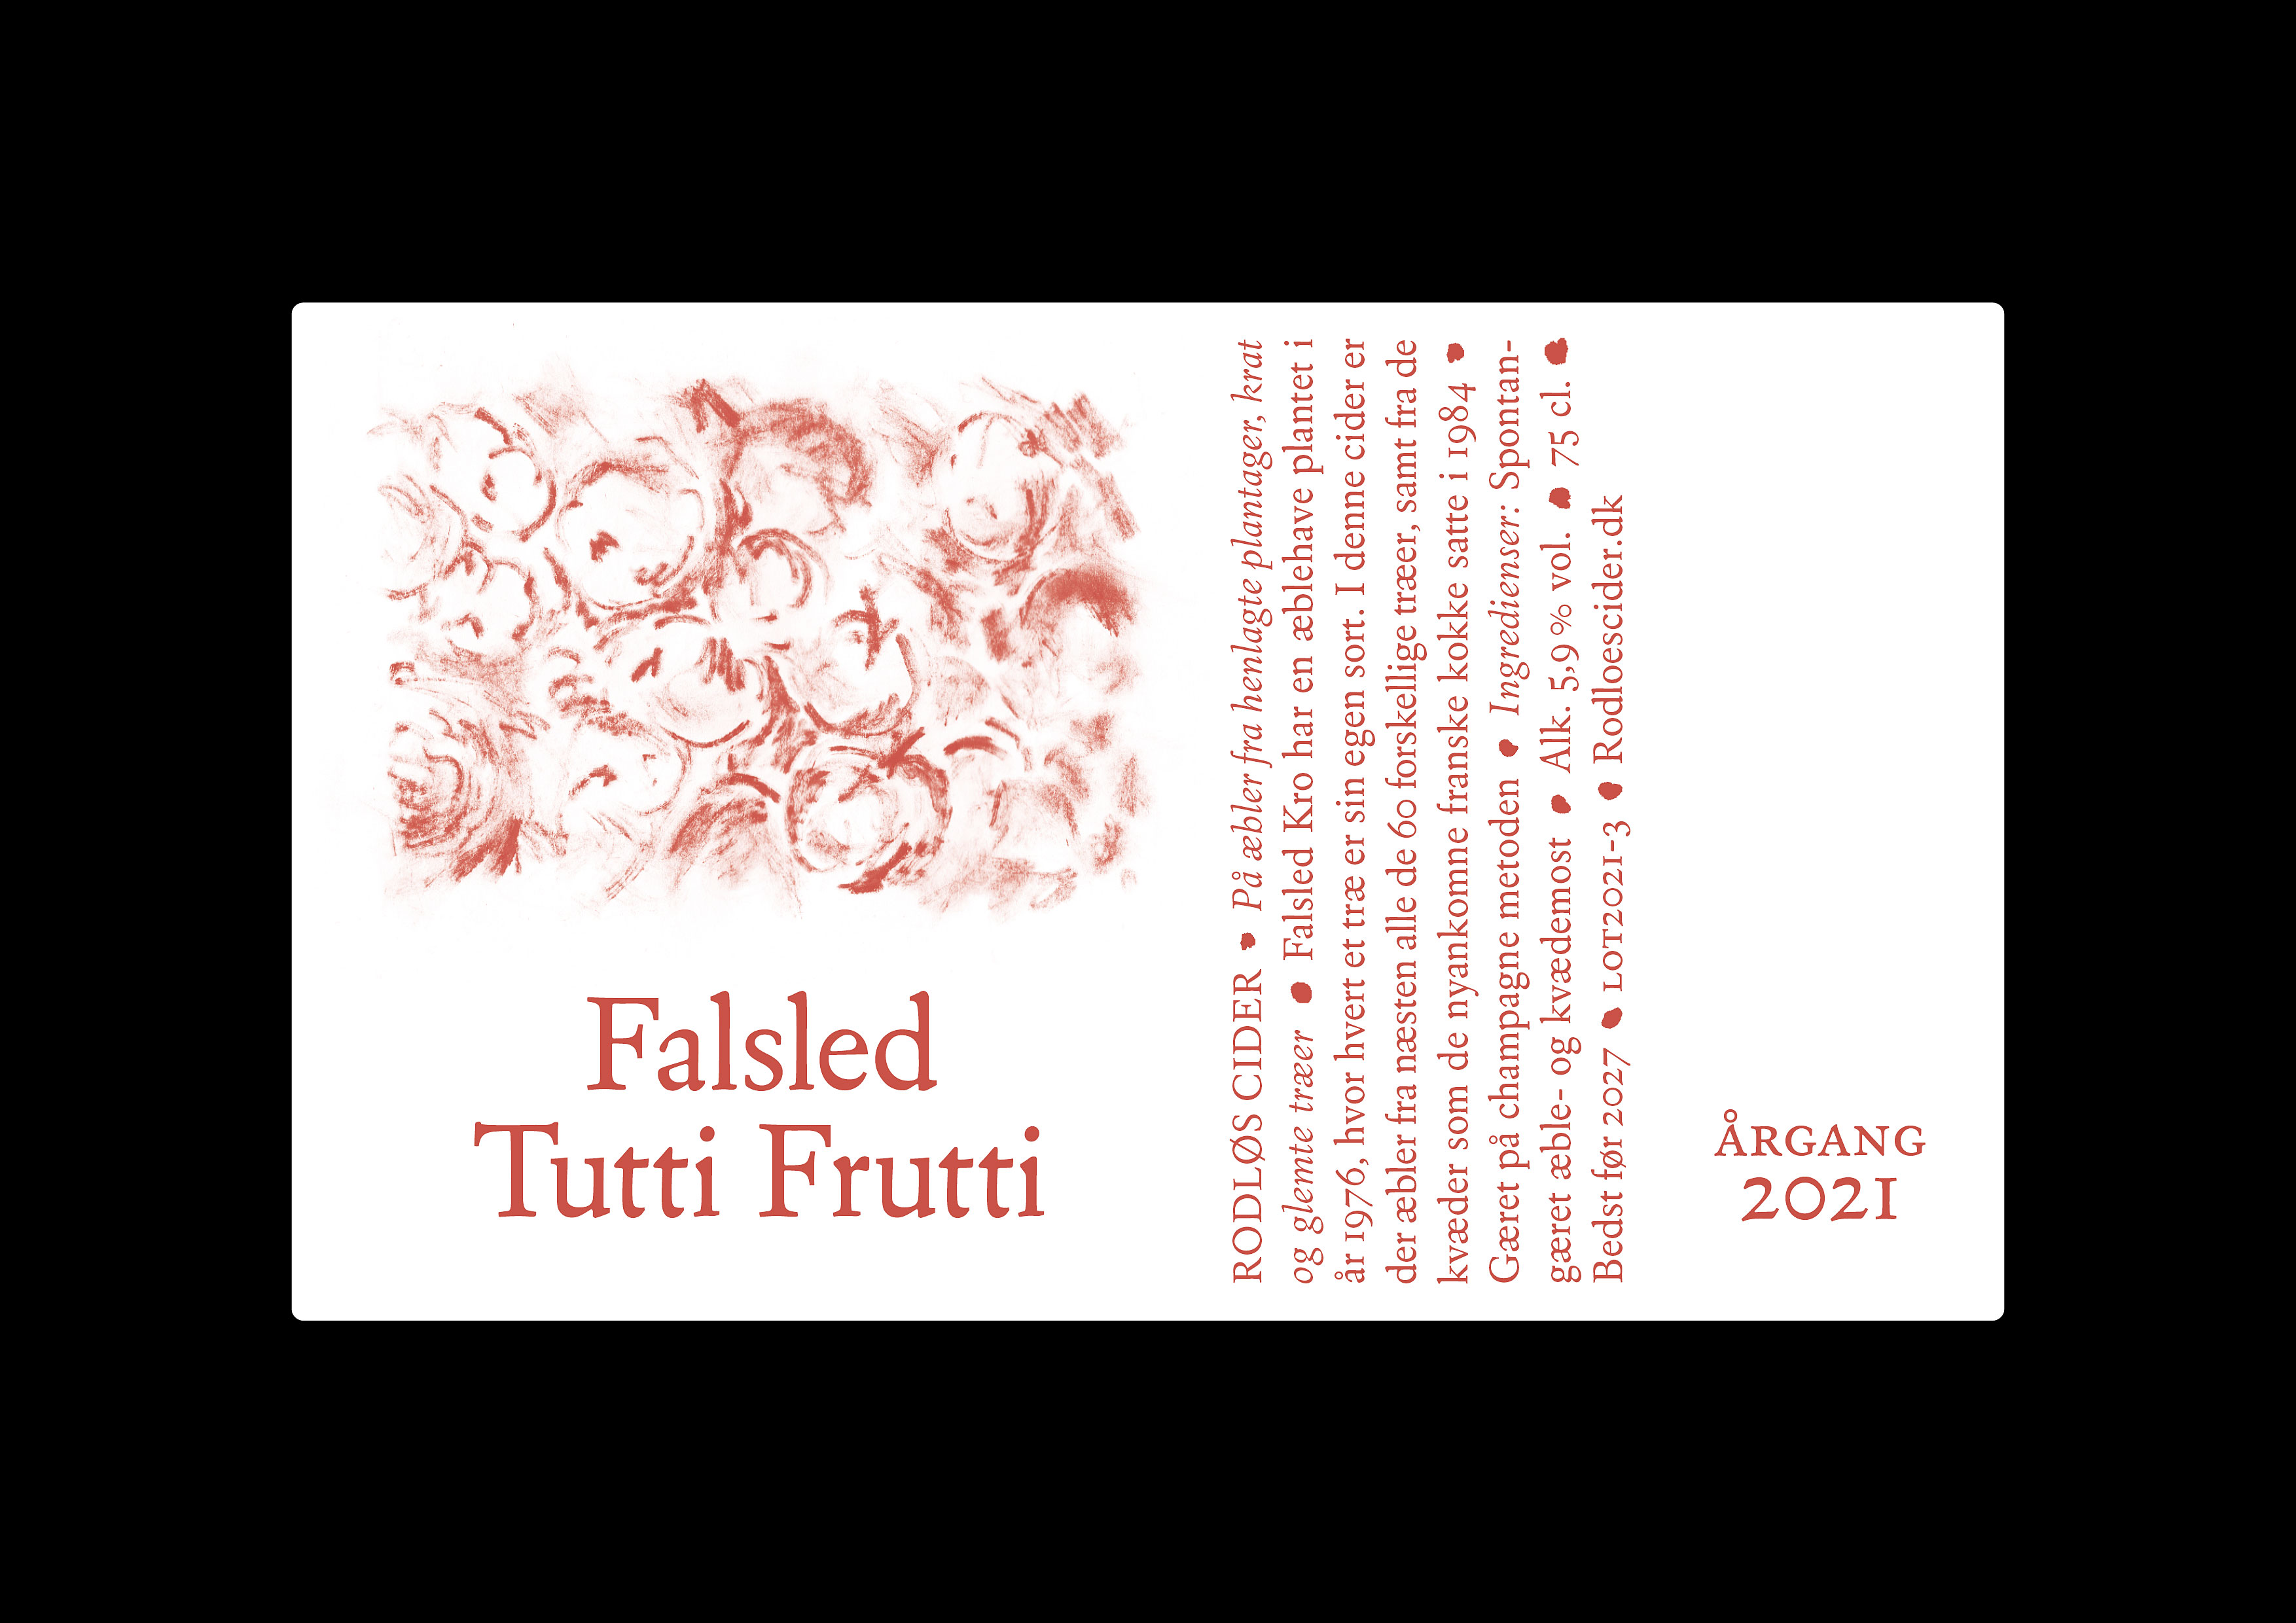 Falsled
Tutti Frutti
RODLØS CIDER • På æbler fra henlagte plantager, krat
og glemte træer • Falsled Kro har en æblehave plantet i
år 1976, hvor hvert et træ er sin egen sort. I denne cider er
der æbler fra næsten alle de 60 forskellige træer, samt fra de
kvæder som de nyankomne franske kokke satte i 1984 •
Gæret på champagne metoden • Ingredienser: Spontan-
gæret æble- og kvædemost • Alk. 5,9 % vol. • 75 cl. •
Bedst før 2027 • LOT2021-3 • Rodloescider.dk
ÅRGANG
2021